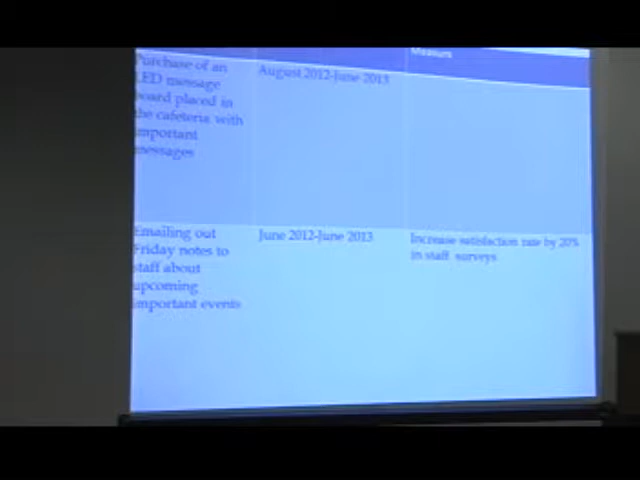 Measure
Purchase of an
LED message
board placed in
the cafeteria with
important
messages
August 2012-June 2013
Emailing out
Friday notes to
staff about
upcoming
important events
June 2012-June 2013
Increase satisfaction rate by 20%
in staff surveys